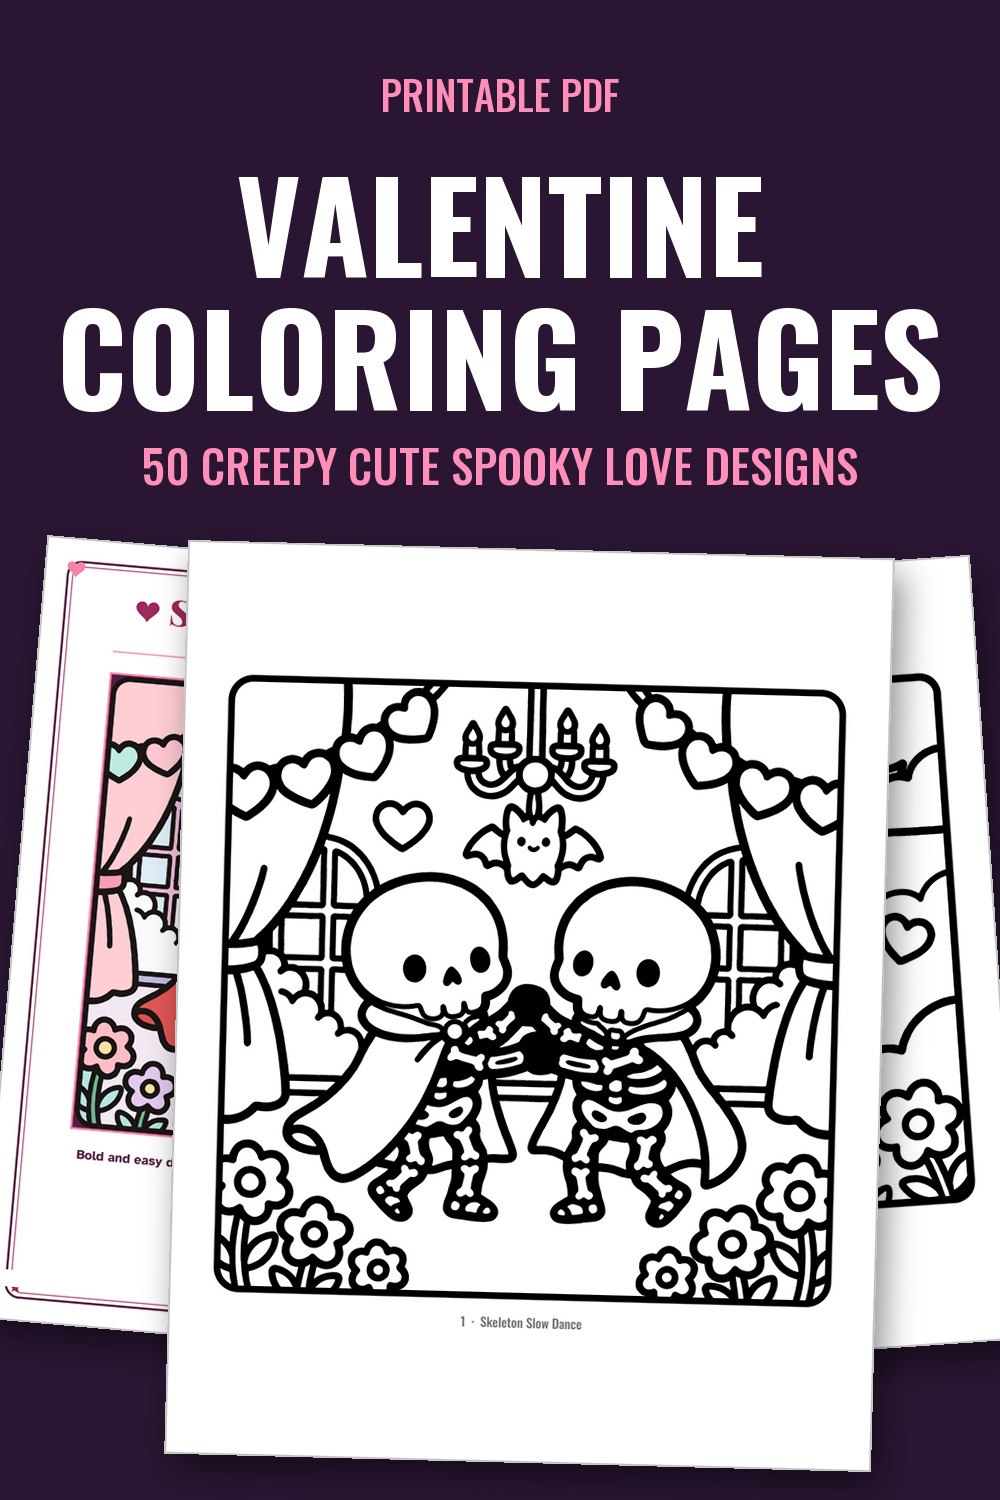 PRINTABLE PDF
VALENTINE
COLORING PAGES
50 CREEPY CUTE SPOOKY LOVE DESIGNS
Bold and easy
1 · Skeleton Slow Dance